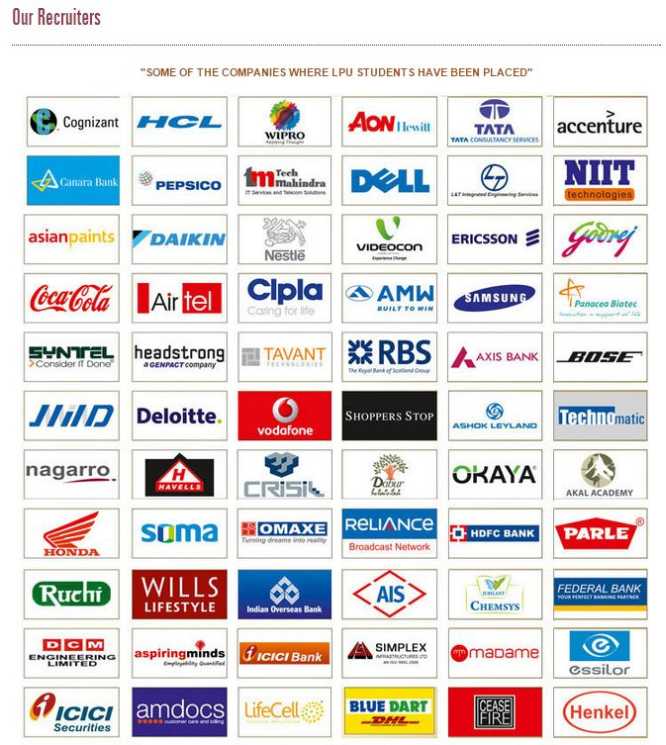 Our Recruiters
"SOME OF THE COMPANIES WHERE LPU STUDENTS HAVE BEEN PLACED"
Cognizant
HCL
WIPRO
Applying Thought
AON Hewitt
TATA
TATA CONSULTANCY SERVICES
accenture
Canara Bank
PEPSICO
Tech
mahindra
IT Services and Telecom Solutions
DELL
L&T Integrated Engineering Services
NIIT
technologies
asianpaints
DAIKIN
Nestlé
VIDEOCON
Experience Change
ERICSSON
Godrej
Coca-Cola
Airtel
Cipla
Caring for life
AMW
BUILT TO WIN
SAMSUNG
Panacea Biotec
Innovation in support of life
SYNTEL
Consider IT Done
headstrong
a GENPACT company
TAVANT
TECHNOLOGIES
RBS
The Royal Bank of Scotland Group
AXIS BANK
BOSE
Deloitte.
vodafone
SHOPPERS STOP
ASHOK LEYLAND
Technomatic
nagarro
H
HAVELLS
CRISIL
Dabur
OKAYA
AKAL ACADEMY
HONDA
soma
OMAXE
Turning dreams into reality
RELIANCE
Broadcast Network
HDFC BANK
PARLE
Ruchi
WILLS
LIFESTYLE
Indian Overseas Bank
AIS
JUBILANT
CHEMSYS
FEDERAL BANK
YOUR PERFECT BANKING PARTNER
DCM
ENGINEERING
LIMITED
aspiringminds
Employability Quantified
ICICI Bank
SIMPLEX
INFRASTRUCTURES LTD
madame
essilor
ICICI
Securities
amdocs
customer care and billing
LifeCell
BLUE DART
DHL
CEASE
FIRE
Henkel